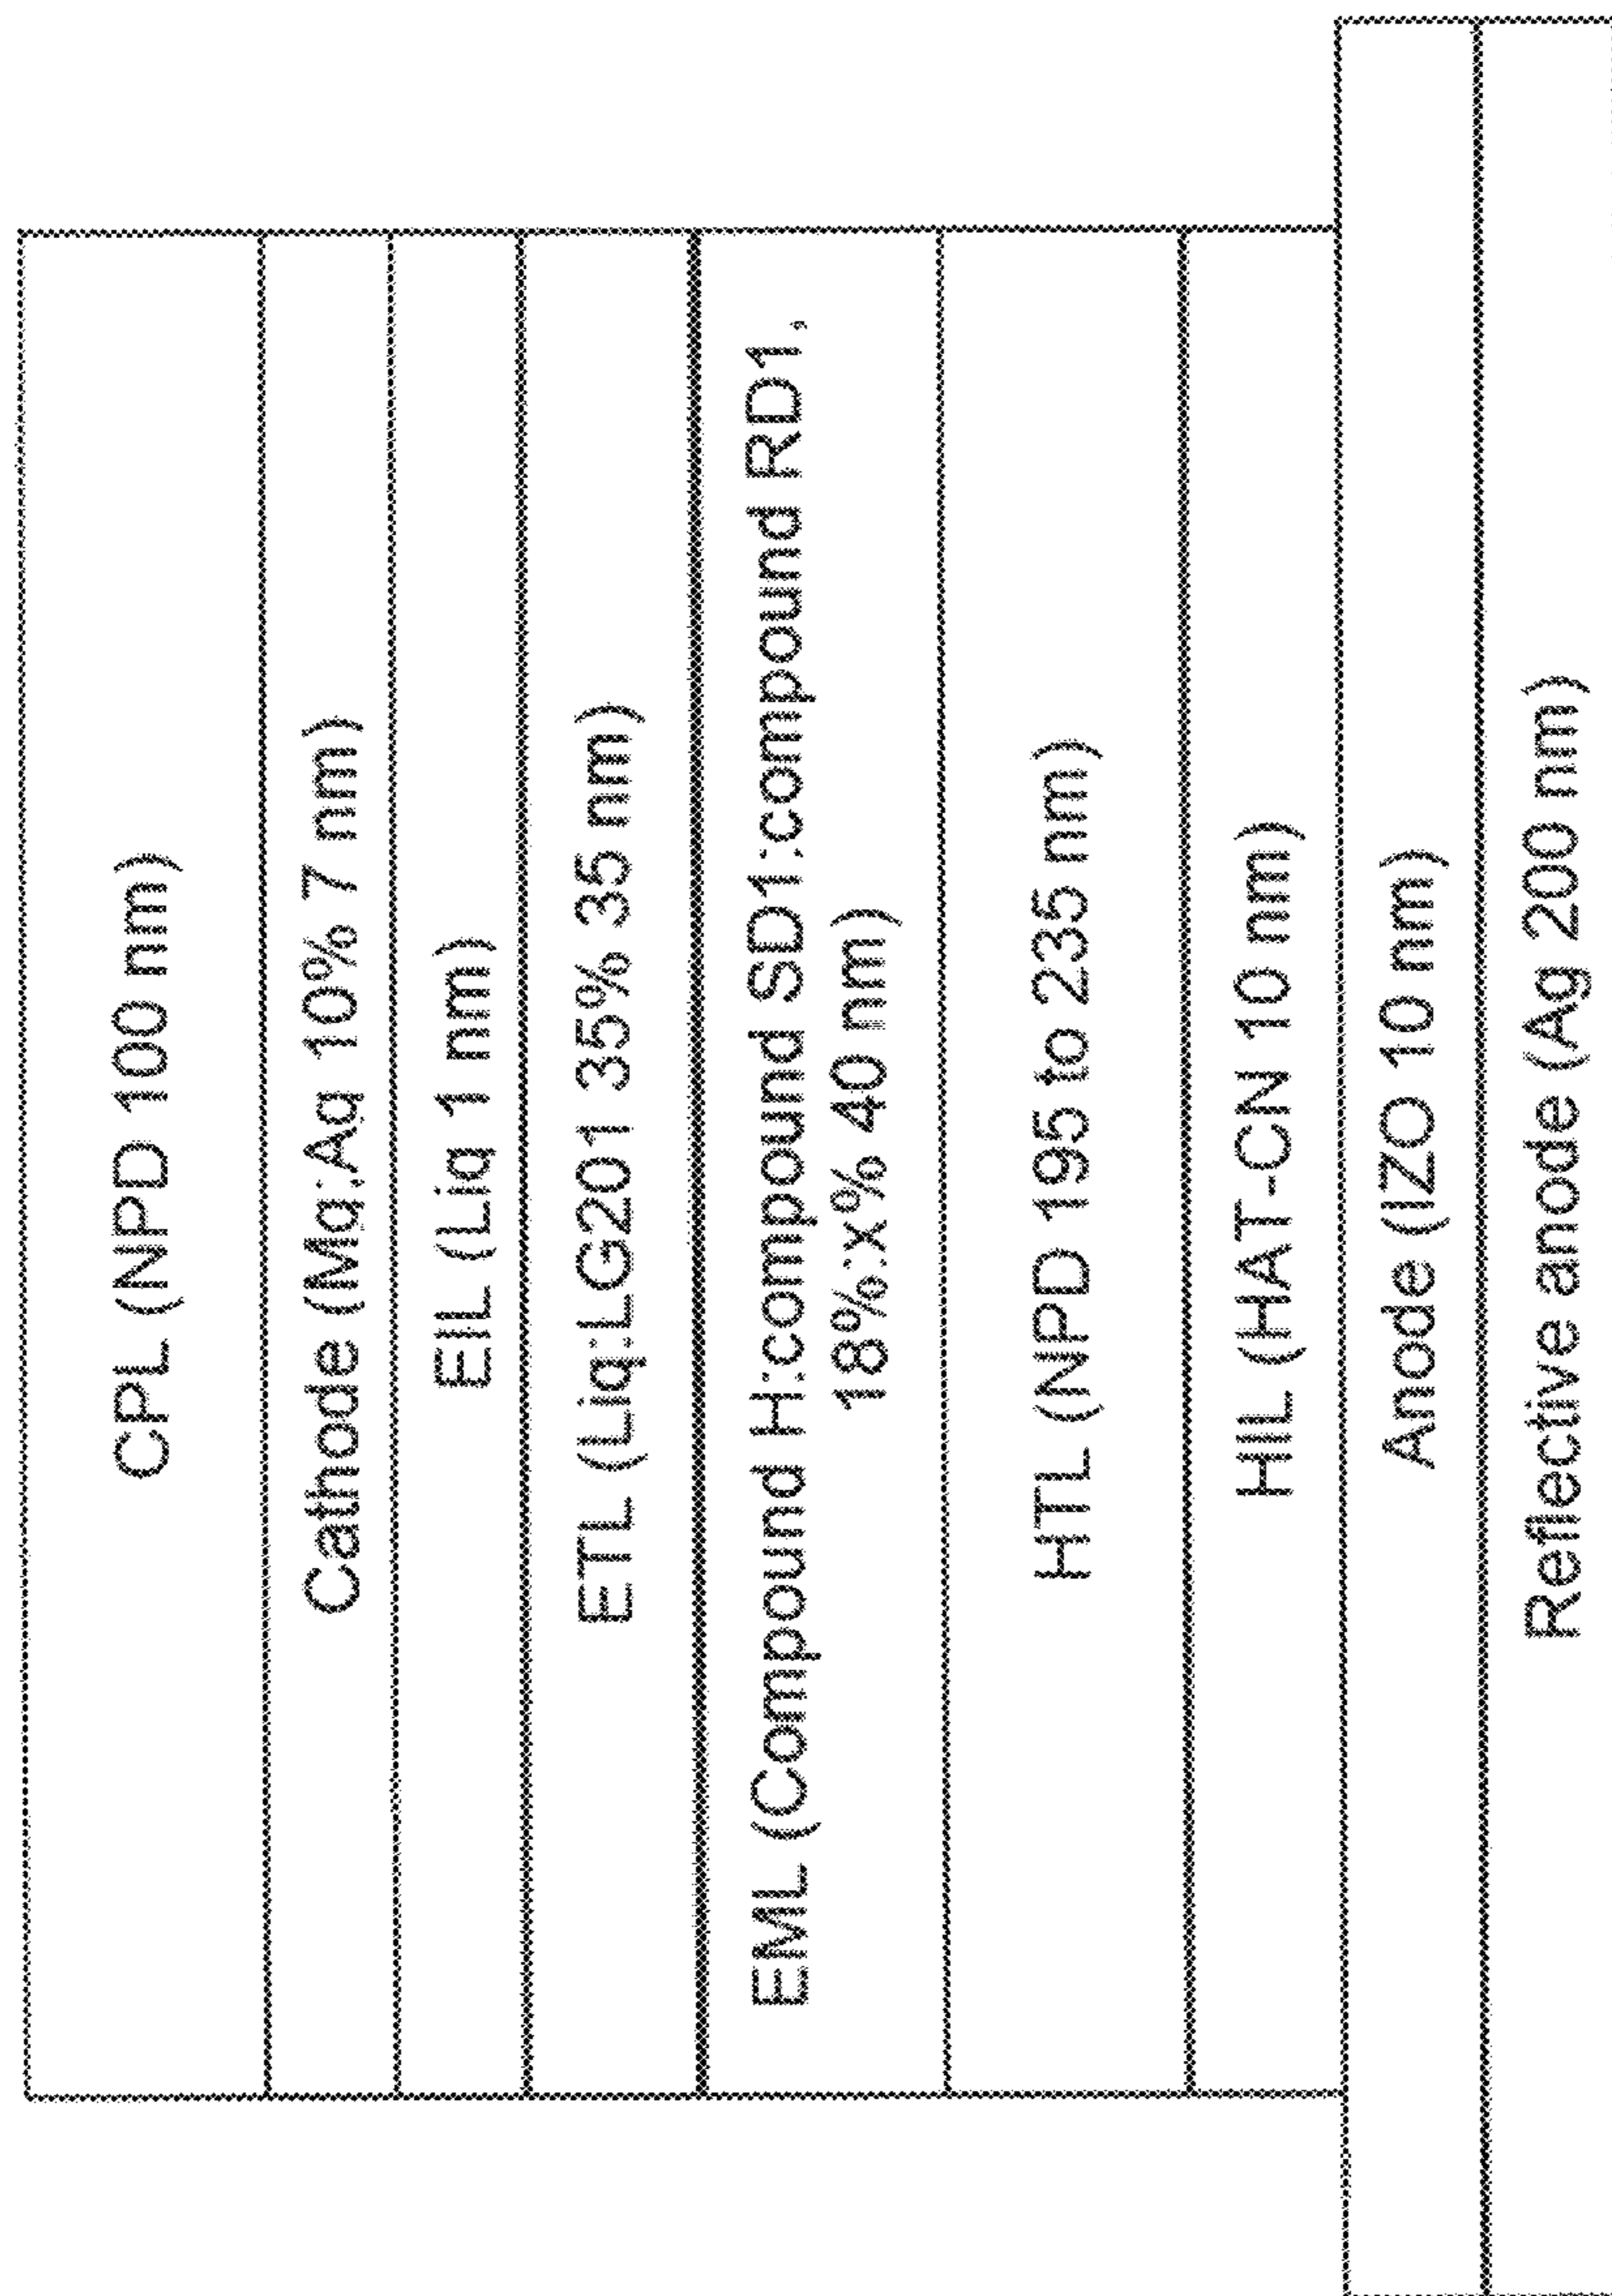 CPL (NPD 100 nm)
Cathode (Mg:Ag 10% 7 nm)
EIL (Liq 1 nm)
ETL (Liq:LG201 35% 35 nm)
EML (Compound H:compound SD1:compound RD1,
18%:x% 40 nm)
HTL (NPD 195 to 235 nm)
HIL (HAT-CN 10 nm)
Anode (IZO 10 nm)
Reflective anode (Ag 200 nm)